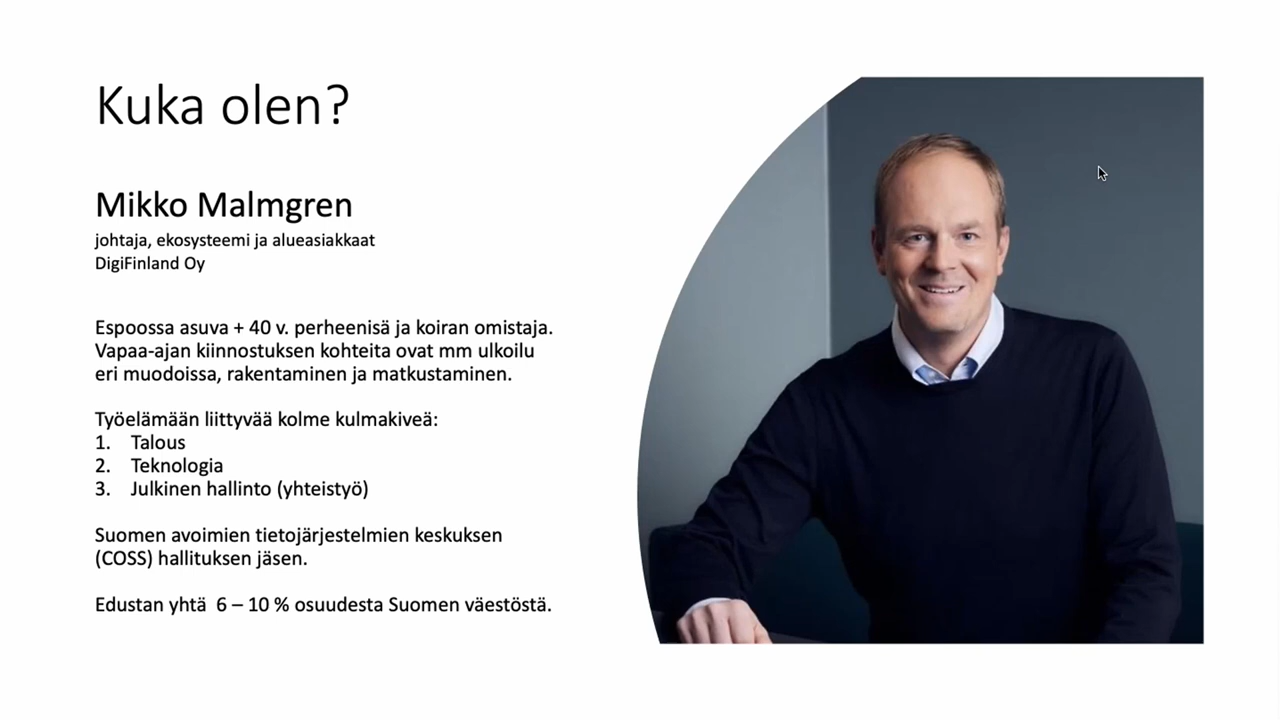 Kuka olen?
Mikko Malmgren
johtaja, ekosysteemi ja alueasiakkaat
DigiFinland Oy
Espoossa asuva + 40 v. perheenisä ja koiran omistaja.
Vapaa-ajan kiinnostuksen kohteita ovat mm ulkoilu
eri muodoissa, rakentaminen ja matkustaminen.
Työelämään liittyvää kolme kulmakiveä:
1. Talous
2. Teknologia
3. Julkinen hallinto (yhteistyö)
Suomen avoimien tietojärjestelmien keskuksen
(COSS) hallituksen jäsen.
Edustan yhtä  6 – 10 % osuudesta Suomen väestöstä.